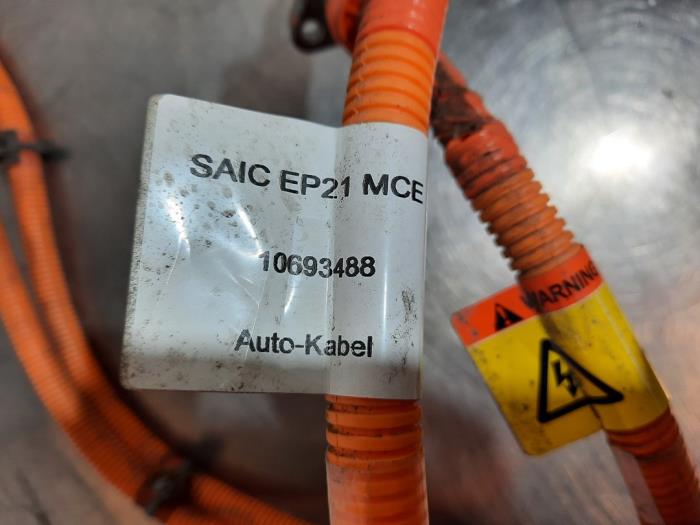 SAIC EP21 MCE
10693488
Auto-Kabel
WARNING